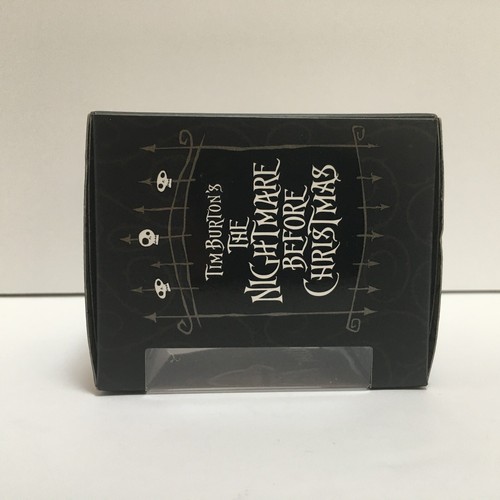 TIM BURTON'S
THE
NIGHTMARE
BEFORE
CHRISTMAS